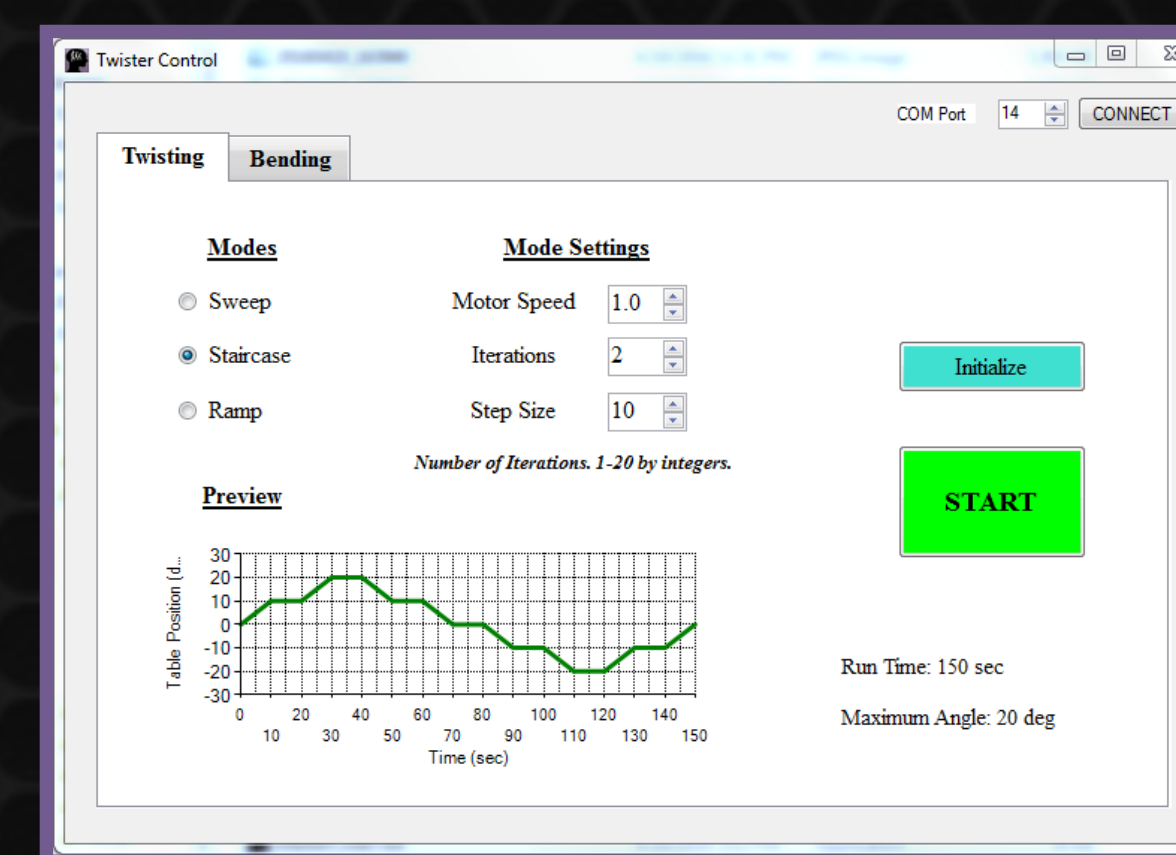 Twister Control
COM Port 14 CONNECT
Twisting Bending
Modes Mode Settings
Sweep Motor Speed 1.0
Staircase Iterations 2
Initialize
Ramp Step Size 10
Number of Iterations. 1-20 by integers.
Preview
START
Table Position (d...
30
20
10
0
-10
-20
-30
0 20 40 60 80 100 120 140
10 30 50 70 90 110 130 150
Time (sec)
Run Time: 150 sec
Maximum Angle: 20 deg